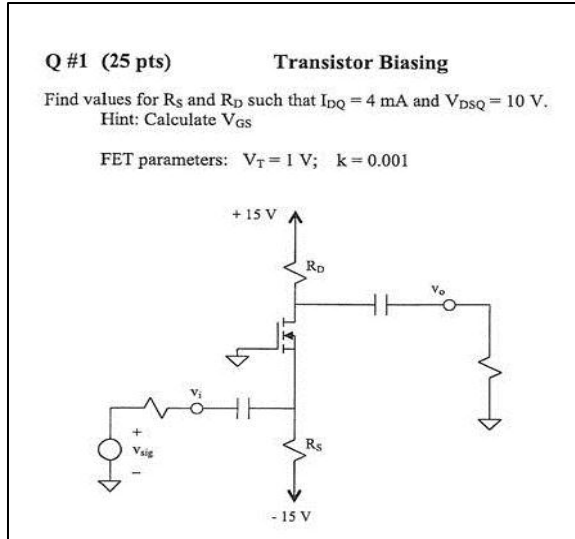 Q #1 (25 pts) Transistor Biasing
Find values for RS and RD such that IDQ = 4 mA and VDSQ = 10 V.
Hint: Calculate VGS
FET parameters: VT = 1 V; k = 0.001
+ 15 V
RD
vo
vi
+
vsig
−
RS
- 15 V